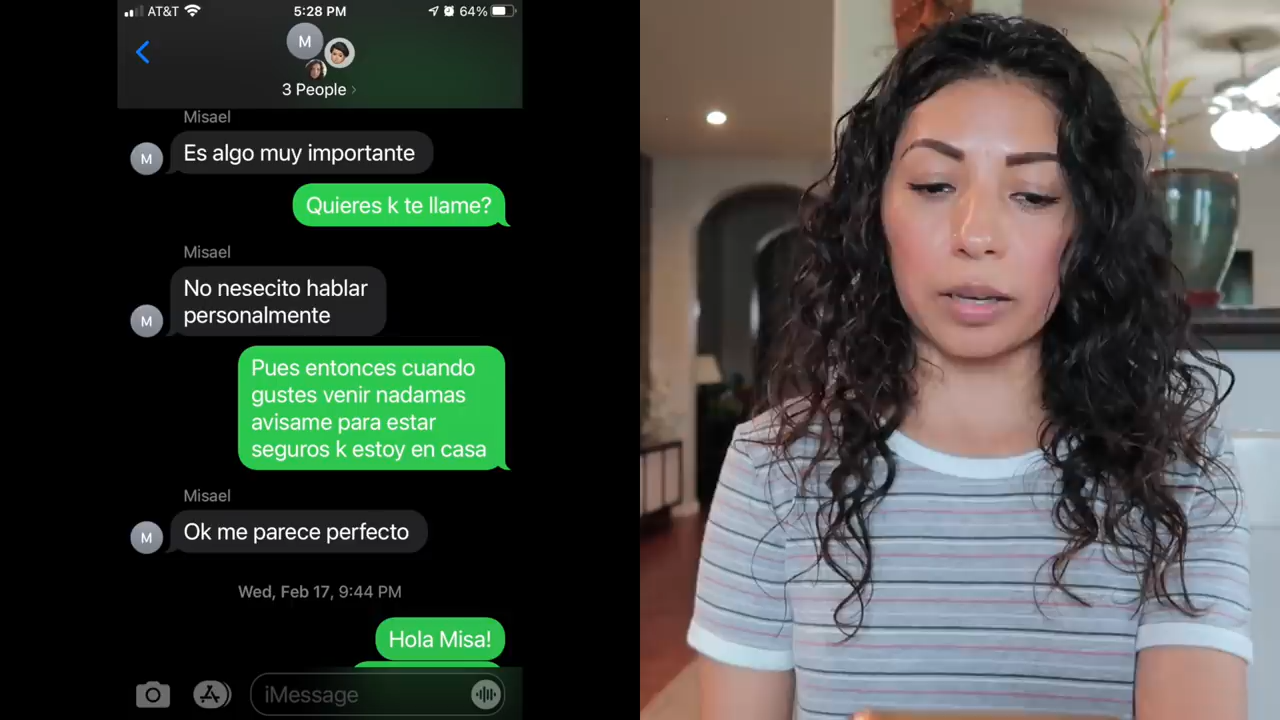 AT&T
5:28 PM
64%
M
3 People
Misael
M
Es algo muy importante
Quieres k te llame?
Misael
M
No nesecito hablar
personalmente
Pues entonces cuando
gustes venir nadamas
avisame para estar
seguros k estoy en casa
Misael
M
Ok me parece perfecto
Wed, Feb 17, 9:44 PM
Hola Misa!
iMessage